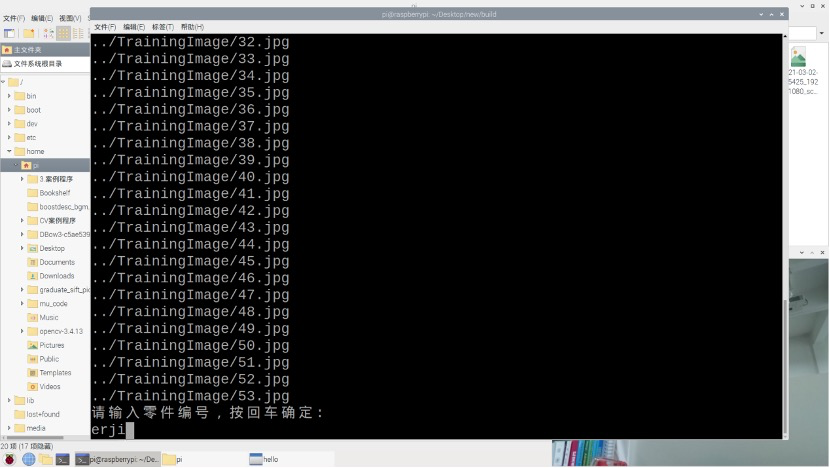 pi
文件(F) 编辑(E) 视图(V)
pi@raspberrypi: ~/Desktop/new/build
文件(F) 编辑(E) 标签(T) 帮助(H)
主文件夹
文件系统根目录
/
bin
boot
dev
etc
home
pi
3 案例程序
Bookshelf
boostdesc_bgm.
CV案例程序
DBow3-c5ae539
Desktop
Documents
Downloads
graduate_sift_pic
mu_code
Music
opencv-3.4.13
Pictures
Public
Templates
Videos
lib
lost+found
media
20 项 (17 项隐藏)
../TrainingImage/32.jpg
../TrainingImage/33.jpg
../TrainingImage/34.jpg
../TrainingImage/35.jpg
../TrainingImage/36.jpg
../TrainingImage/37.jpg
../TrainingImage/38.jpg
../TrainingImage/39.jpg
../TrainingImage/40.jpg
../TrainingImage/41.jpg
../TrainingImage/42.jpg
../TrainingImage/43.jpg
../TrainingImage/44.jpg
../TrainingImage/45.jpg
../TrainingImage/46.jpg
../TrainingImage/47.jpg
../TrainingImage/48.jpg
../TrainingImage/49.jpg
../TrainingImage/50.jpg
../TrainingImage/51.jpg
../TrainingImage/52.jpg
../TrainingImage/53.jpg
请输入零件编号，按回车确定：
erji
21-03-02-
5425_192
1080_sc...
pi@raspberrypi: ~/De...
pi
hello